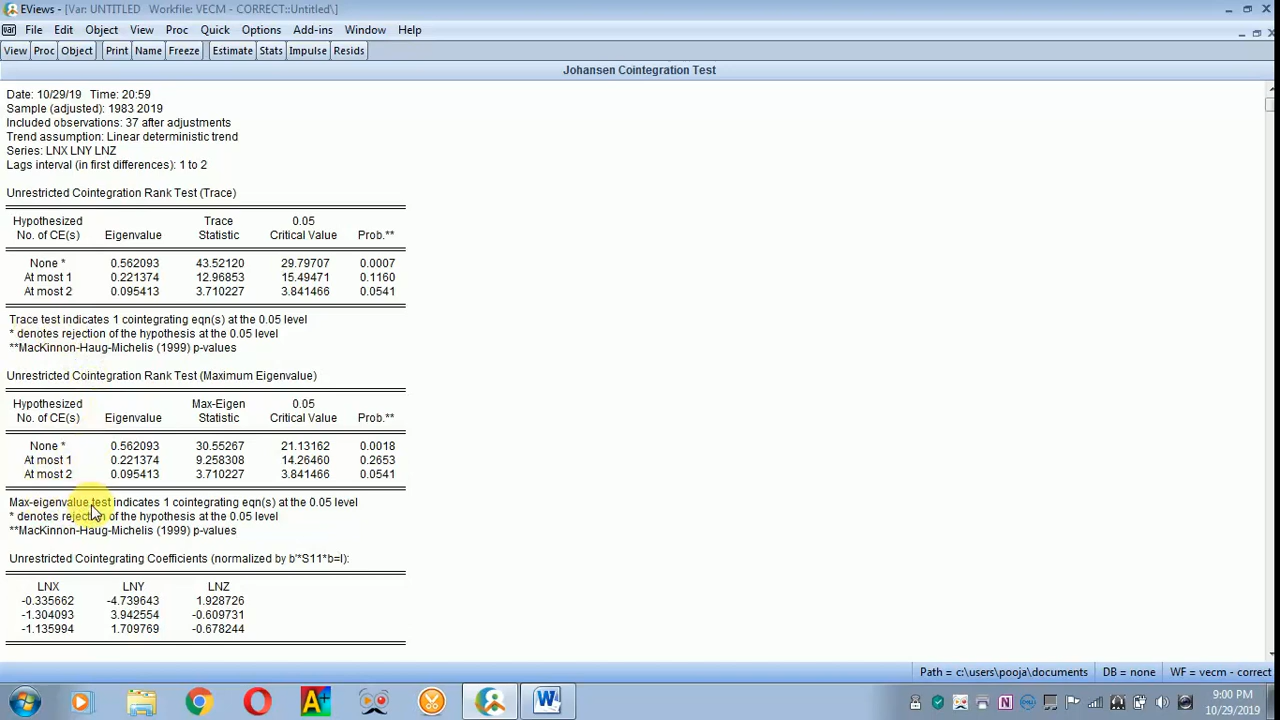 EViews - [Var: UNTITLED   Workfile: VECM - CORRECT::Untitled\]
var File Edit Object View Proc Quick Options Add-ins Window Help
View Proc Object Print Name Freeze Estimate Stats Impulse Resids
Johansen Cointegration Test
Date: 10/29/19   Time: 20:59
Sample (adjusted): 1983 2019
Included observations: 37 after adjustments
Trend assumption: Linear deterministic trend
Series: LNX LNY LNZ
Lags interval (in first differences): 1 to 2
Unrestricted Cointegration Rank Test (Trace)
Hypothesized Trace 0.05
No. of CE(s) Eigenvalue Statistic Critical Value Prob.**
None * 0.562093 43.52120 29.79707 0.0007
At most 1 0.221374 12.96853 15.49471 0.1160
At most 2 0.095413 3.710227 3.841466 0.0541
Trace test indicates 1 cointegrating eqn(s) at the 0.05 level
* denotes rejection of the hypothesis at the 0.05 level
**MacKinnon-Haug-Michelis (1999) p-values
Unrestricted Cointegration Rank Test (Maximum Eigenvalue)
Hypothesized Max-Eigen 0.05
No. of CE(s) Eigenvalue Statistic Critical Value Prob.**
None * 0.562093 30.55267 21.13162 0.0018
At most 1 0.221374 9.258308 14.26460 0.2653
At most 2 0.095413 3.710227 3.841466 0.0541
Max-eigenvalue test indicates 1 cointegrating eqn(s) at the 0.05 level
* denotes rejection of the hypothesis at the 0.05 level
**MacKinnon-Haug-Michelis (1999) p-values
Unrestricted Cointegrating Coefficients (normalized by b'*S11*b=I):
LNX LNY LNZ
-0.335662 -4.739643 1.928726
-1.304093 3.942554 -0.609731
-1.135994 1.709769 -0.678244
Path = c:\users\pooja\documents DB = none WF = vecm - correct
9:00 PM
10/29/2019